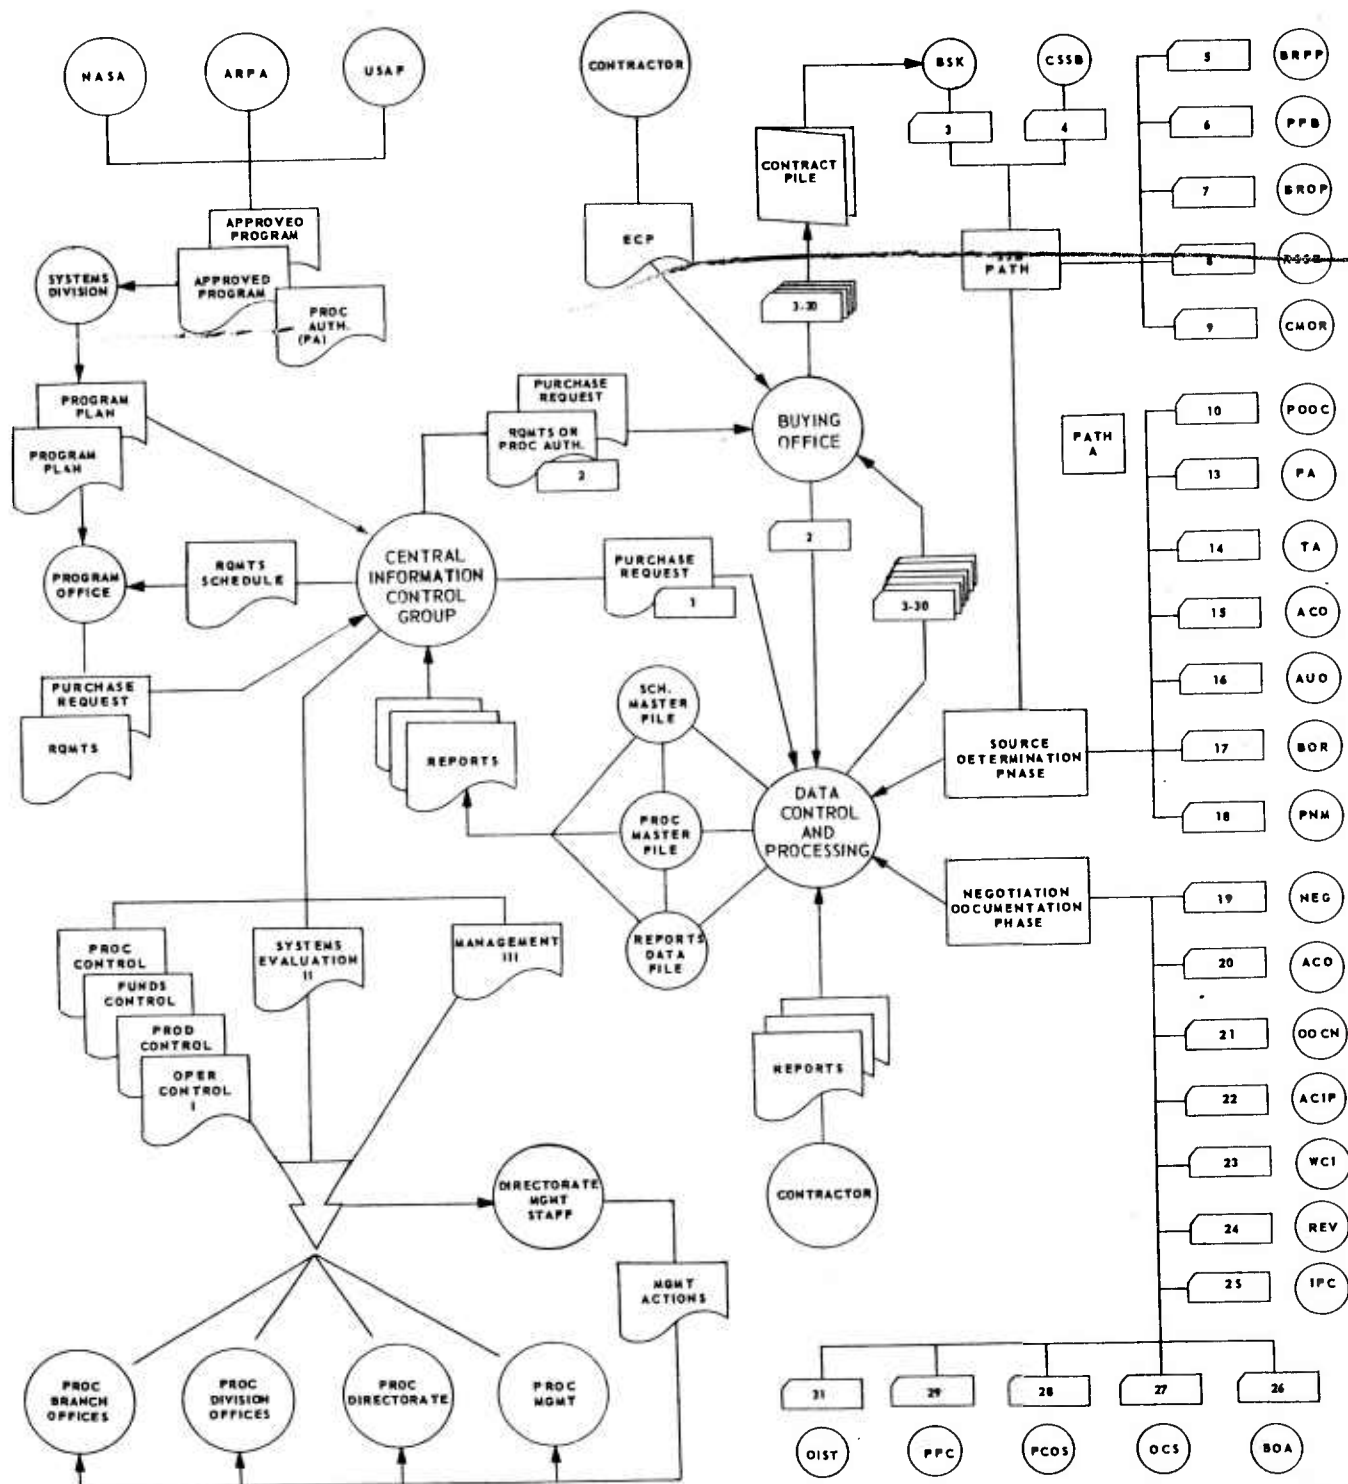 NASA
ARPA
USAF
CONTRACTOR
BSK
CSSB
3
4
5
BRPP
6
PPB
7
BROP
8
9
CMOR
APPROVED
PROGRAM
APPROVED
PROGRAM
PROC
AUTH.
(PA)
SYSTEMS
DIVISION
ECP
CONTRACT
PILE
3-30
PATH
PROGRAM
PLAN
PROGRAM
PLAN
PURCHASE
REQUEST
RQMTS OR
PROC AUTH.
2
BUYING
OFFICE
PATH
A
10
POOC
13
PA
14
TA
15
ACO
16
AUO
17
BOR
18
PNM
PROGRAM
OFFICE
RQMTS
SCHEDULE
CENTRAL
INFORMATION
CONTROL
GROUP
PURCHASE
REQUEST
1
2
3-30
PURCHASE
REQUEST
RQMTS
REPORTS
SCH.
MASTER
PILE
PROC
MASTER
PILE
REPORTS
DATA
FILE
DATA
CONTROL
AND
PROCESSING
SOURCE
DETERMINATION
PNASE
NEGOTIATION
OOCUMENTATION
PHASE
19
NEG
20
ACO
21
OOCN
22
ACIP
23
WCI
24
REV
25
IPC
PROC
CONTROL
FUNDS
CONTROL
PROD
CONTROL
OPER
CONTROL
I
SYSTEMS
EVALUATION
II
MANAGEMENT
III
REPORTS
CONTRACTOR
DIRECTORATE
MGMT
STAPP
MGMT
ACTIONS
PROC
BRANCH
OFFICES
PROC
DIVISION
OFFICES
PROC
DIRECTORATE
PROC
MGMT
31
29
28
27
26
OIST
PPC
PCOS
OCS
BOA